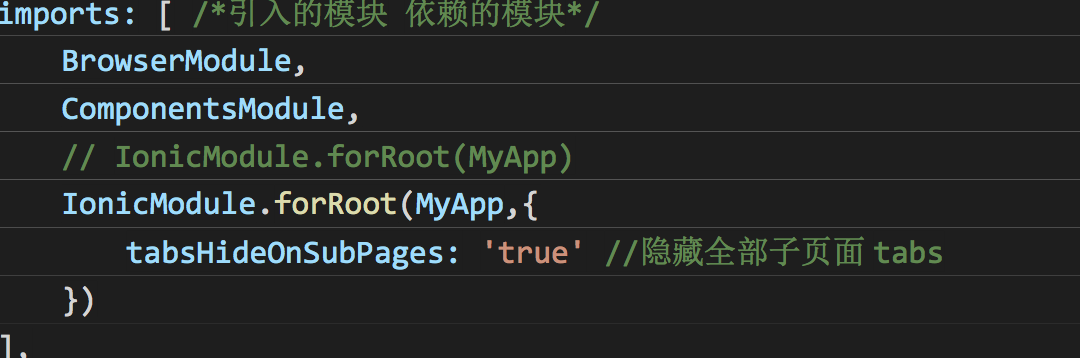 imports: [ /*引入的模块 依赖的模块*/
BrowserModule,
ComponentsModule,
// IonicModule.forRoot(MyApp)
IonicModule.forRoot(MyApp,{
tabsHideOnSubPages: 'true' //隐藏全部子页面 tabs
})
],